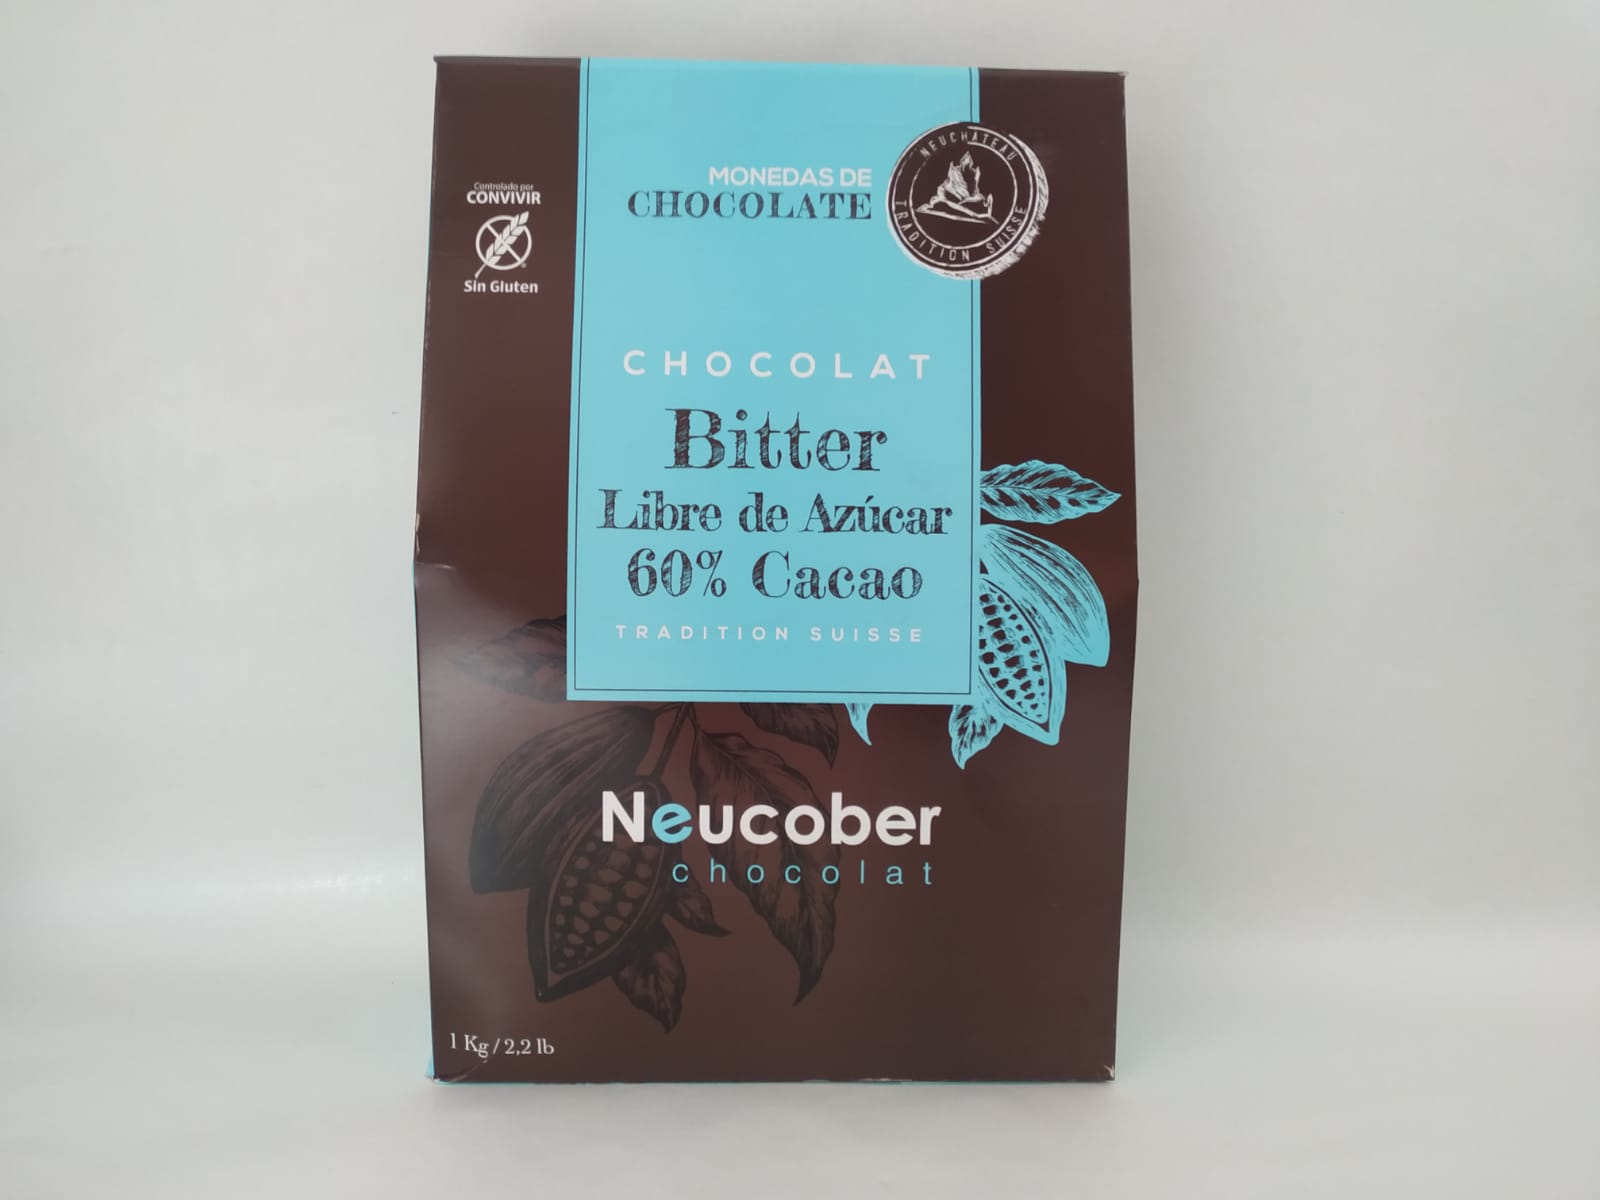 Controlado por
CONVIVIR
Sin Gluten
MONEDAS DE
CHOCOLATE
NEUCHATEAU
TRADITION SUISSE
CHOCOLAT
Bitter
Libre de Azúcar
60% Cacao
TRADITION SUISSE
Neucober
chocolat
1 Kg / 2,2 lb